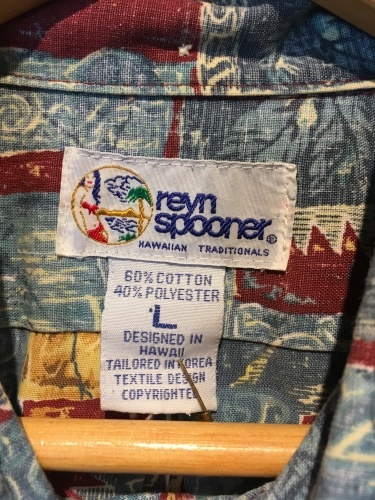 reyn
spooner®
HAWAIIAN TRADITIONALS
60% COTTON
40% POLYESTER
L
DESIGNED IN
HAWAII
TAILORED IN KOREA
TEXTILE DESIGN
COPYRIGHTED